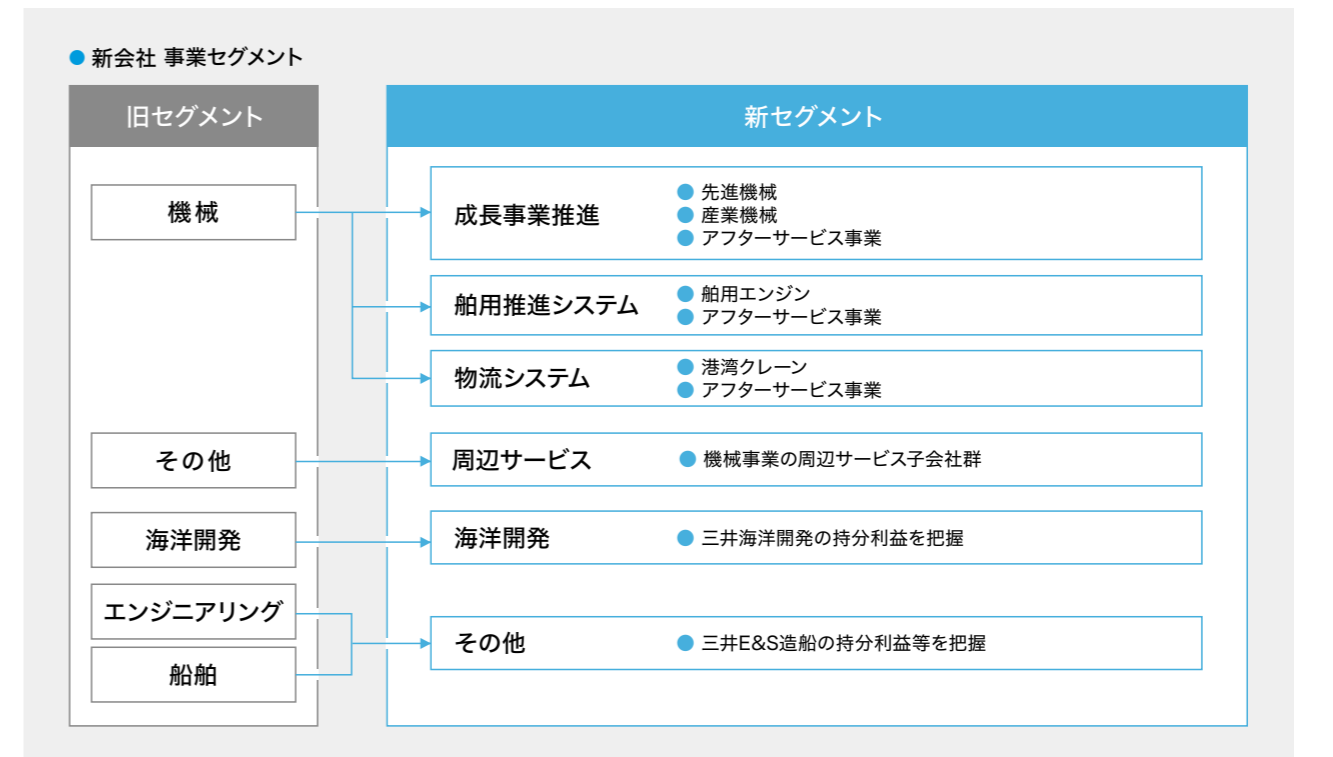 ● 新会社 事業セグメント
旧セグメント
新セグメント
機械
成長事業推進
● 先進機械
● 産業機械
● アフターサービス事業
舶用推進システム
● 舶用エンジン
● アフターサービス事業
物流システム
● 港湾クレーン
● アフターサービス事業
その他
周辺サービス
● 機械事業の周辺サービス子会社群
海洋開発
海洋開発
● 三井海洋開発の持分利益を把握
エンジニアリング
船舶
その他
● 三井E&S造船の持分利益等を把握